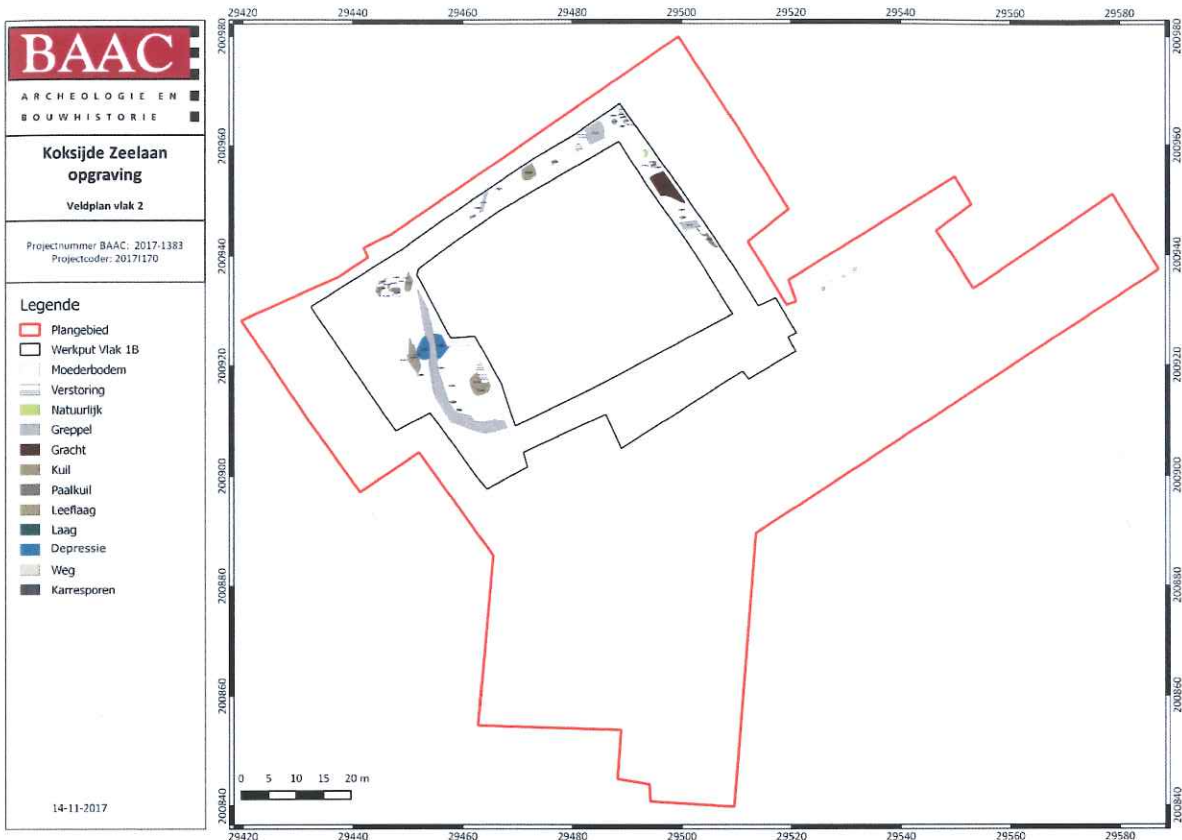 BAAC
ARCHEOLOGIE EN
BOUWHISTORIE
Koksijde Zeelaan
opgraving
Veldplan vlak 2
Projectnummer BAAC: 2017-1383
Projectcoder: 2017I170
Legende
Plangebied
Werkput Vlak 1B
Moederbodem
Verstoring
Natuurlijk
Greppel
Gracht
Kuil
Paalkuil
Leeflaag
Laag
Depressie
Weg
Karresporen
14-11-2017
29420 29440 29460 29480 29500 29520 29540 29560 29580
200980 200980
200960 200960
200940 200940
200920 200920
200900 200900
200880 200880
200860 200860
200840 200840
0 5 10 15 20 m
29420 29440 29460 29480 29500 29520 29540 29560 29580